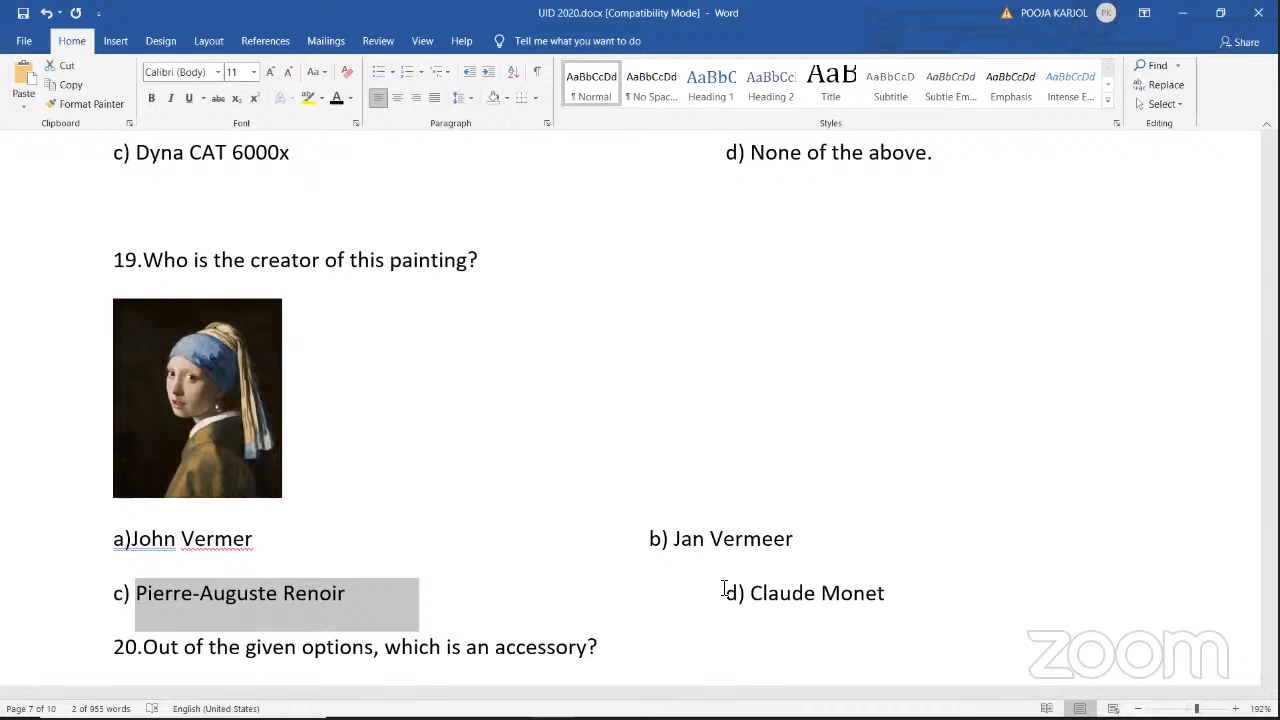 UID 2020.docx [Compatibility Mode] - Word
POOJA KARJOL
PK
File
Home
Insert
Design
Layout
References
Mailings
Review
View
Help
Tell me what you want to do
Share
Paste
Cut
Copy
Format Painter
Clipboard
Calibri (Body)
11
Font
Paragraph
AaBbCcDd
¶ Normal
AaBbCcDd
¶ No Spac...
AaBbC
Heading 1
AaBbCc
Heading 2
AaB
Title
AaBbCcD
Subtitle
AaBbCcDd
Subtle Em...
AaBbCcDd
Emphasis
AaBbCcDd
Intense E...
Styles
Find
Replace
Select
Editing
c) Dyna CAT 6000x d) None of the above.
19.Who is the creator of this painting?
a)John Vermer b) Jan Vermeer
c) Pierre-Auguste Renoir d) Claude Monet
20.Out of the given options, which is an accessory?
zoom
Page 7 of 10 2 of 955 words English (United States) 192%